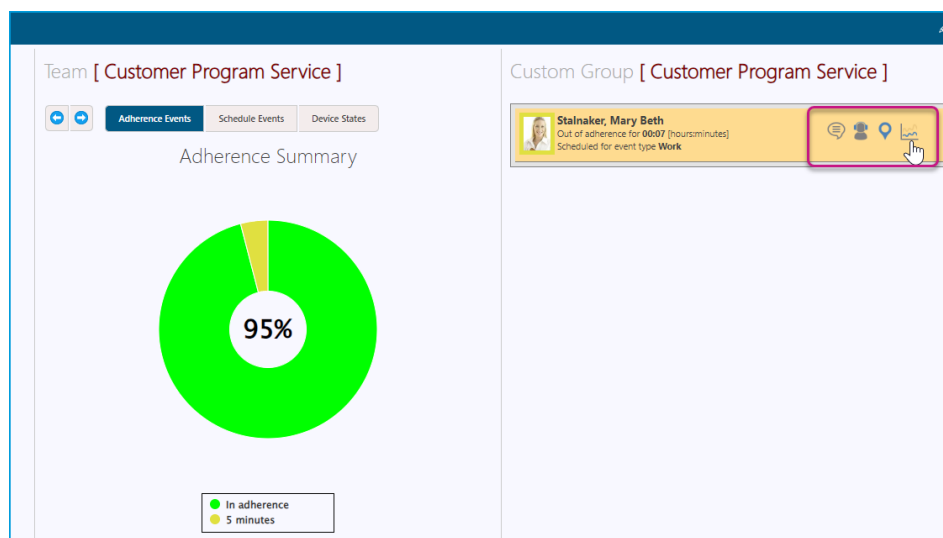 Team [ Customer Program Service ]
Adherence Events
Schedule Events
Device States
Adherence Summary
95%
In adherence
5 minutes
Custom Group [ Customer Program Service ]
Stalnaker, Mary Beth
Out of adherence for 00:07 [hours:minutes]
Scheduled for event type Work